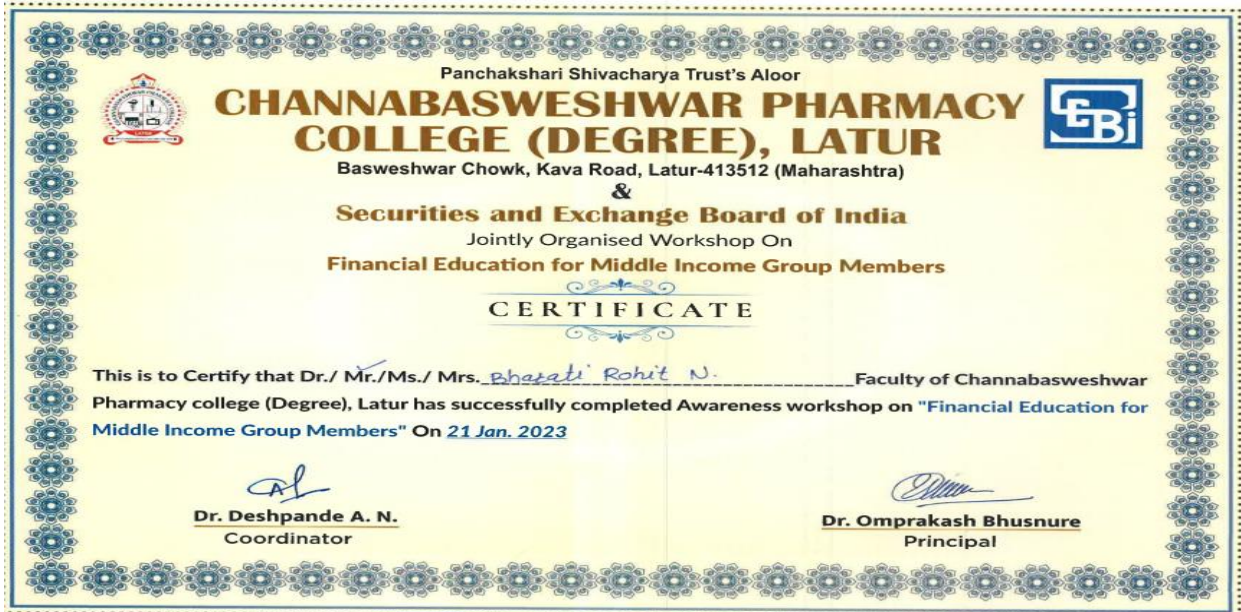 Panchakshari Shivacharya Trust's Aloor
CHANNABASWESHWAR PHARMACY
COLLEGE (DEGREE), LATUR
Basweshwar Chowk, Kava Road, Latur-413512 (Maharashtra)
&
Securities and Exchange Board of India
Jointly Organised Workshop On
Financial Education for Middle Income Group Members
CERTIFICATE
This is to Certify that Dr./ Mr./Ms./ Mrs. Bharati Rohit N. Faculty of Channabasweshwar
Pharmacy college (Degree), Latur has successfully completed Awareness workshop on "Financial Education for
Middle Income Group Members" On 21 Jan. 2023
Dr. Deshpande A. N.
Coordinator
Dr. Omprakash Bhusnure
Principal
LATUR
SEBI